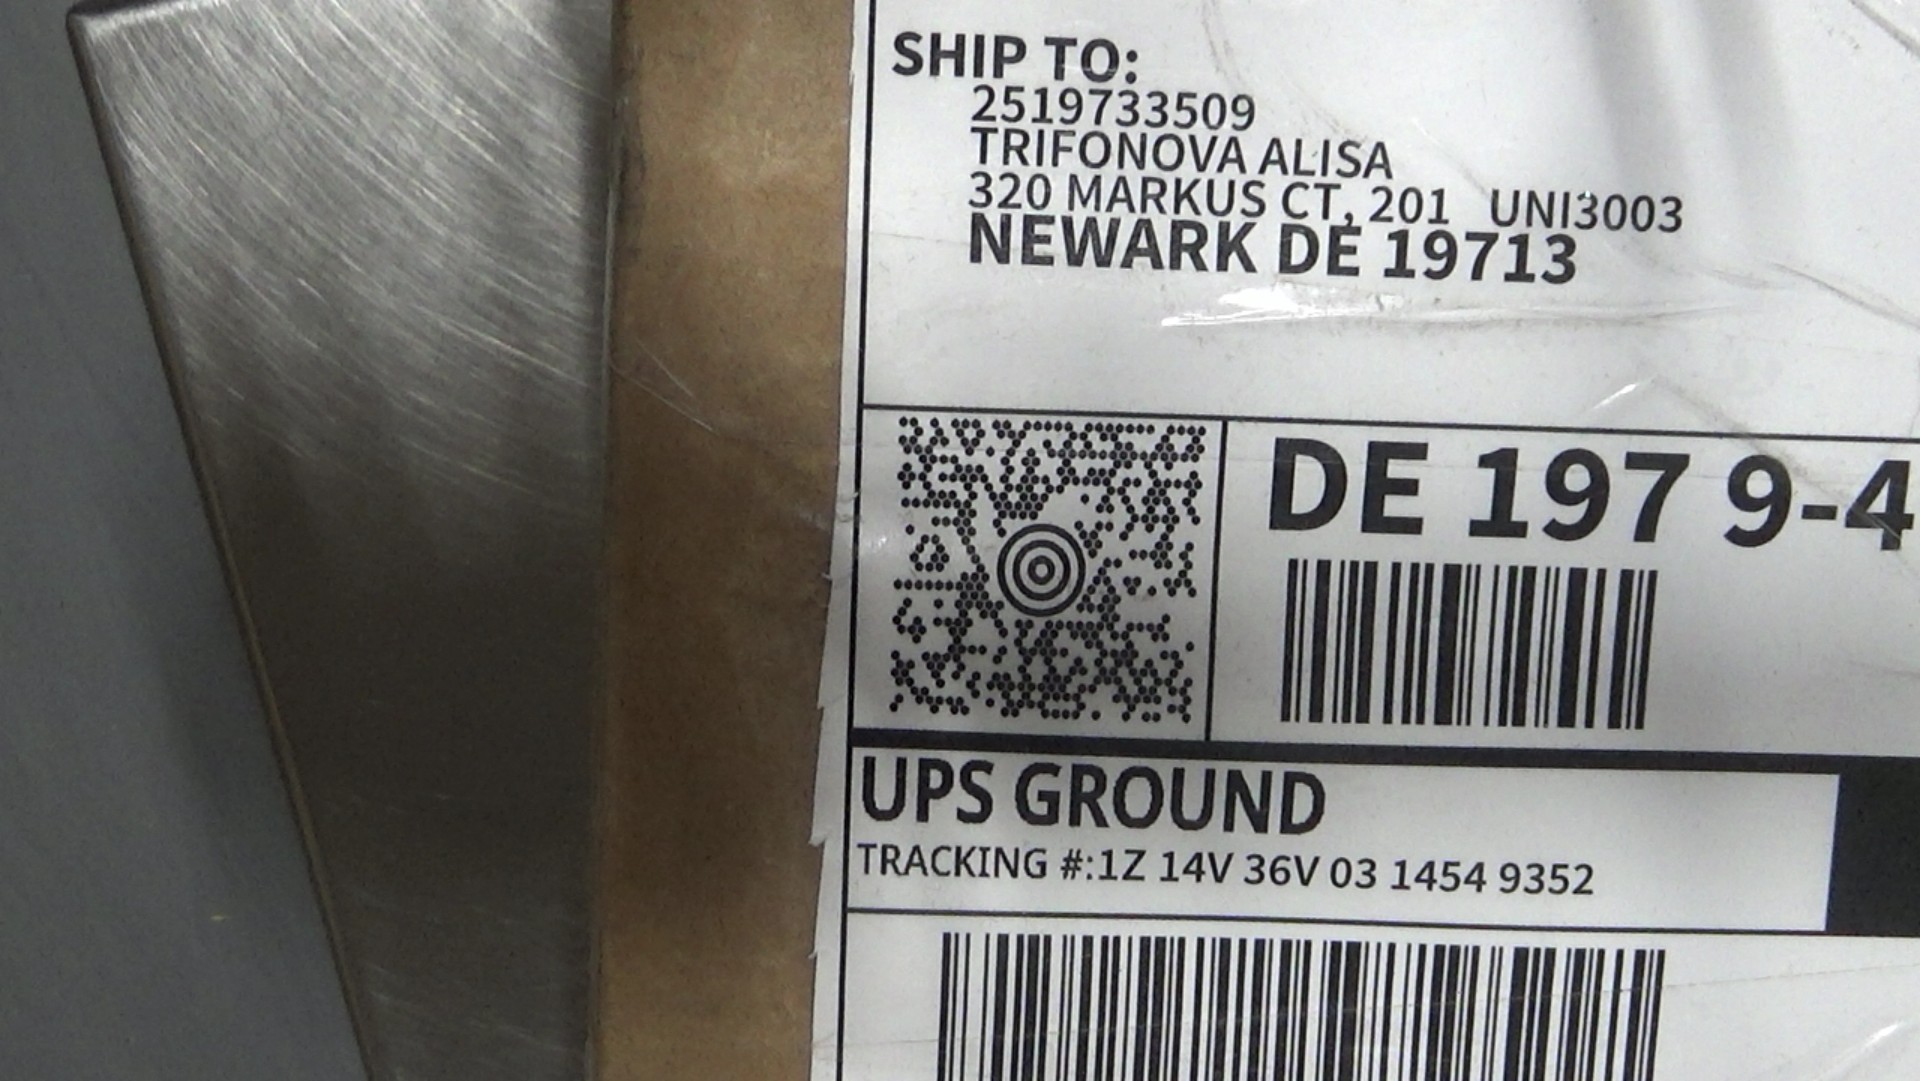 SHIP TO:
2519733509
TRIFONOVA ALISA
320 MARKUS CT, 201 UNI3003
NEWARK DE 19713
DE 197 9-4
UPS GROUND
TRACKING #:1Z 14V 36V 03 1454 9352